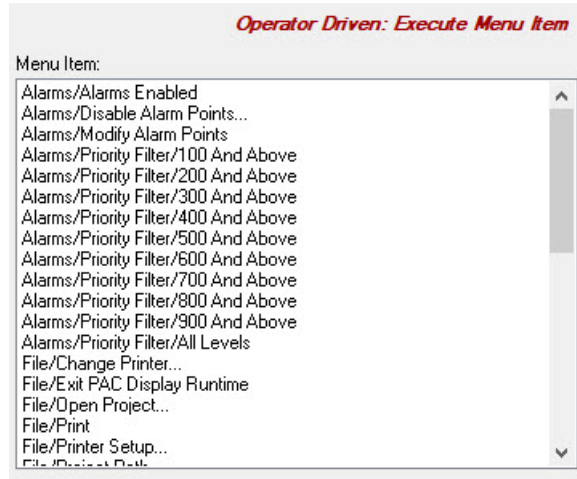 Operator Driven: Execute Menu Item
Menu Item:
Alarms/Alarms Enabled
Alarms/Disable Alarm Points...
Alarms/Modify Alarm Points
Alarms/Priority Filter/100 And Above
Alarms/Priority Filter/200 And Above
Alarms/Priority Filter/300 And Above
Alarms/Priority Filter/400 And Above
Alarms/Priority Filter/500 And Above
Alarms/Priority Filter/600 And Above
Alarms/Priority Filter/700 And Above
Alarms/Priority Filter/800 And Above
Alarms/Priority Filter/900 And Above
Alarms/Priority Filter/All Levels
File/Change Printer...
File/Exit PAC Display Runtime
File/Open Project...
File/Print
File/Printer Setup...
File/Project Path